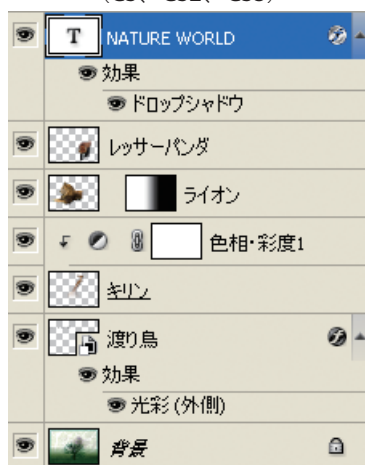 T NATURE WORLD
効果
ドロップシャドウ
レッサーパンダ
ライオン
色相・彩度1
キリン
渡り鳥
効果
光彩 (外側)
背景